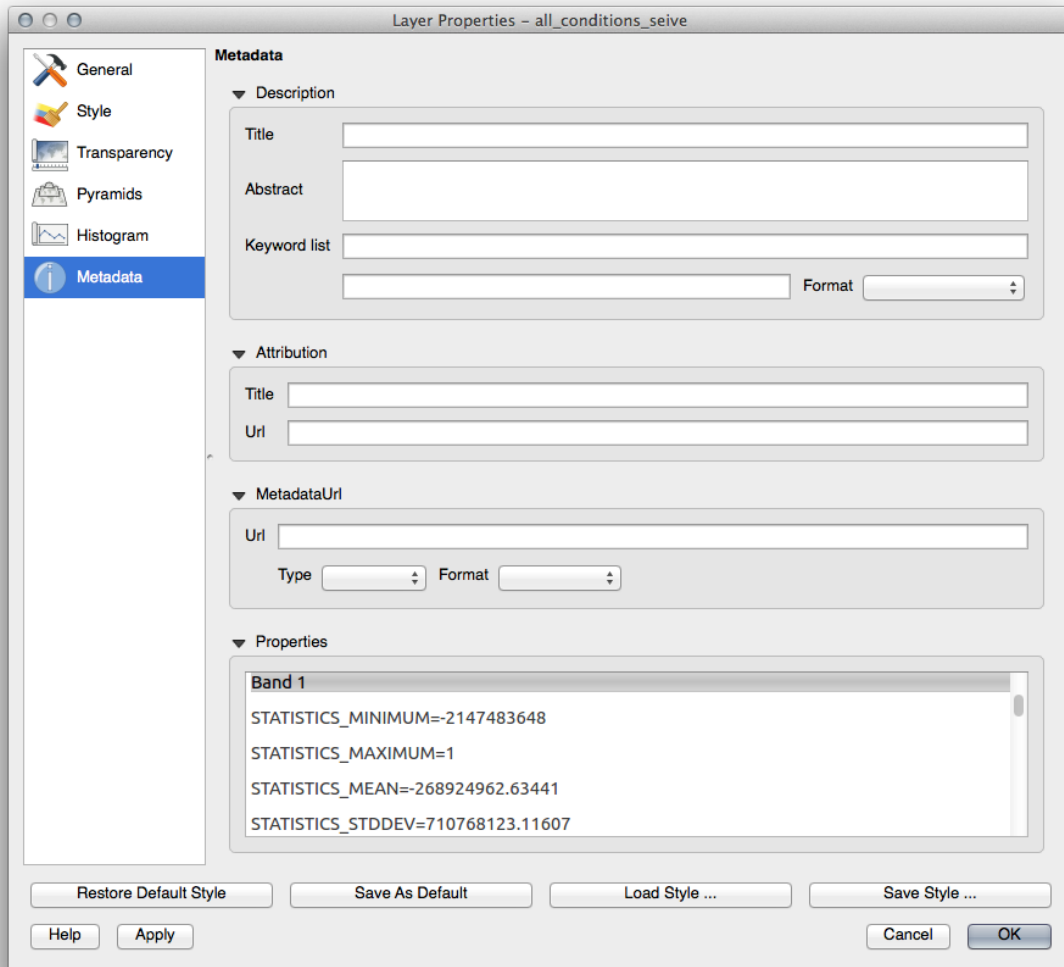 Layer Properties – all_conditions_seive
General
Style
Transparency
Pyramids
Histogram
Metadata
Metadata
Description
Title
Abstract
Keyword list
Format
Attribution
Title
Url
MetadataUrl
Url
Type Format
Properties
Band 1
STATISTICS_MINIMUM=-2147483648
STATISTICS_MAXIMUM=1
STATISTICS_MEAN=-268924962.63441
STATISTICS_STDDEV=710768123.11607
Restore Default Style Save As Default Load Style ... Save Style ...
Help Apply Cancel OK